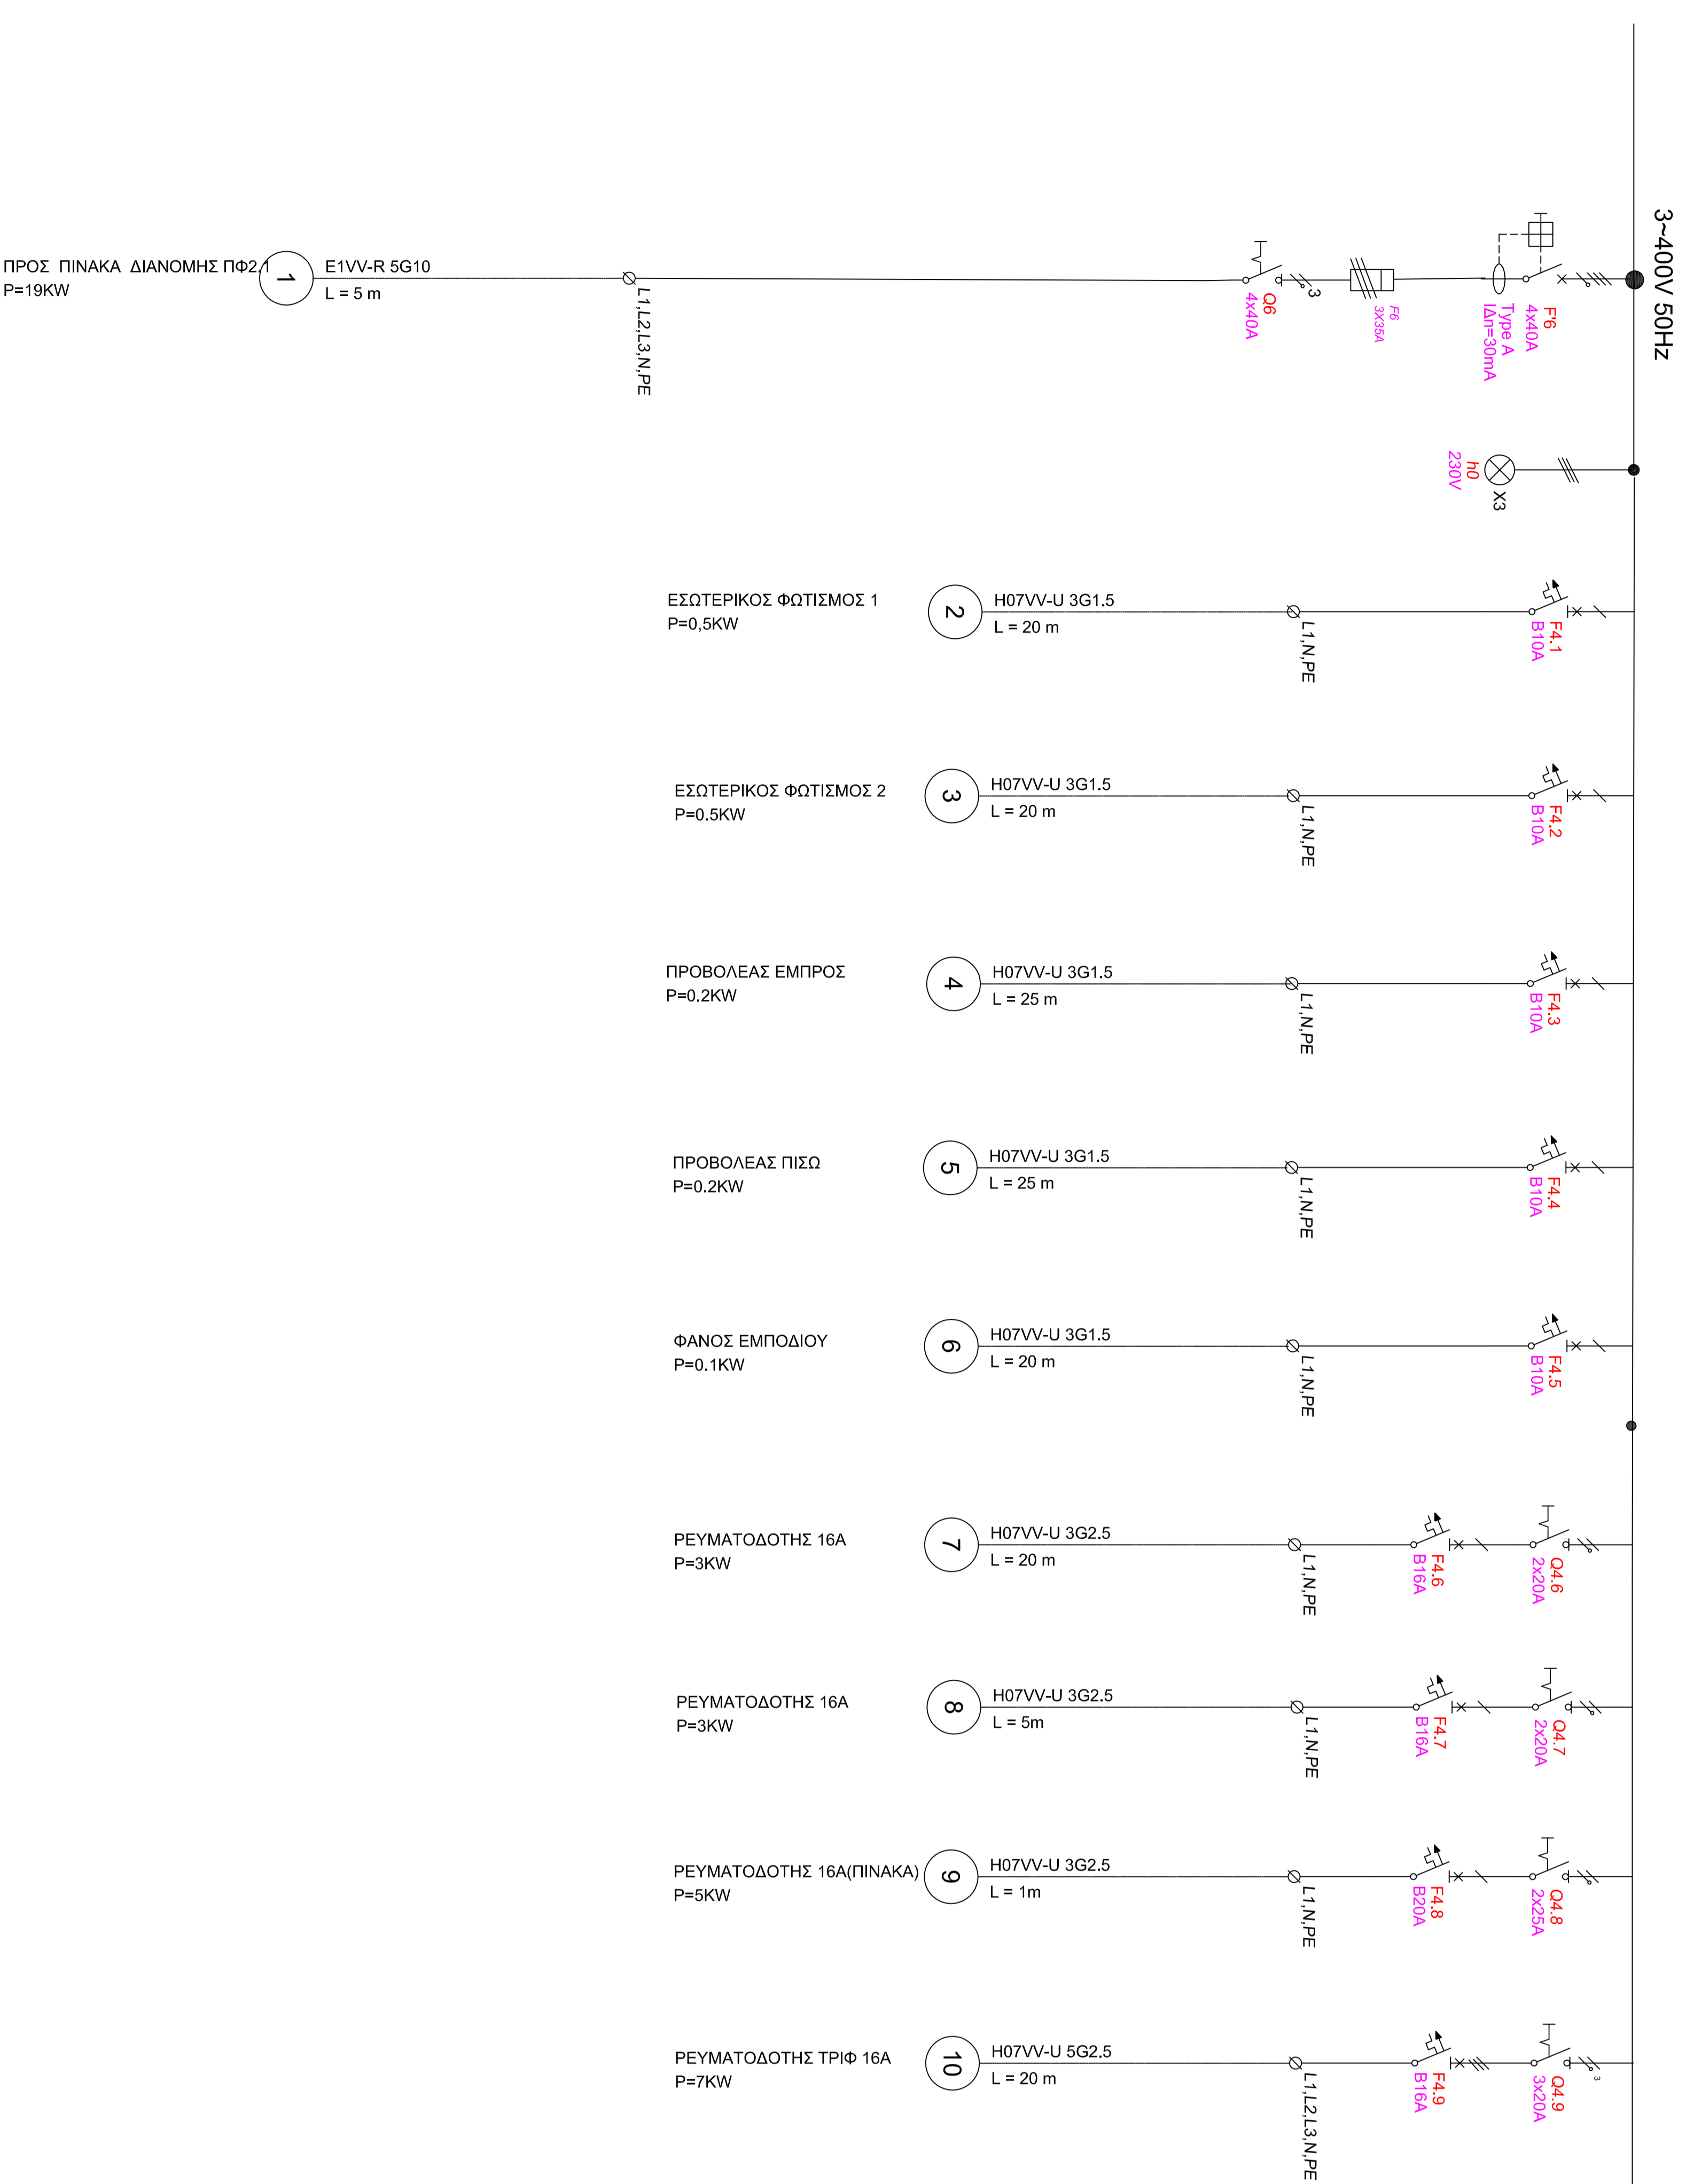 3~400V 50Hz
F'6
4x40A
Type A
IΔn=30mA
F6
3X35A
3
Q6
4x40A
L1,L2,L3,N,PE
E1VV-R 5G10
L = 5 m
1
ΠΡΟΣ ΠΙΝΑΚΑ ΔΙΑΝΟΜΗΣ ΠΦ2.1
P=19KW
X3
h0
230V
ΕΣΩΤΕΡΙΚΟΣ ΦΩΤΙΣΜΟΣ 1
P=0,5KW
2
H07VV-U 3G1.5
L = 20 m
L1,N,PE
F4.1
B10A
ΕΣΩΤΕΡΙΚΟΣ ΦΩΤΙΣΜΟΣ 2
P=0.5KW
3
H07VV-U 3G1.5
L = 20 m
L1,N,PE
F4.2
B10A
ΠΡΟΒΟΛΕΑΣ ΕΜΠΡΟΣ
P=0.2KW
4
H07VV-U 3G1.5
L = 25 m
L1,N,PE
F4.3
B10A
ΠΡΟΒΟΛΕΑΣ ΠΙΣΩ
P=0.2KW
5
H07VV-U 3G1.5
L = 25 m
L1,N,PE
F4.4
B10A
ΦΑΝΟΣ ΕΜΠΟΔΙΟΥ
P=0.1KW
6
H07VV-U 3G1.5
L = 20 m
L1,N,PE
F4.5
B10A
ΡΕΥΜΑΤΟΔΟΤΗΣ 16Α
P=3KW
7
H07VV-U 3G2.5
L = 20 m
L1,N,PE
F4.6
B16A
Q4.6
2x20A
ΡΕΥΜΑΤΟΔΟΤΗΣ 16Α
P=3KW
8
H07VV-U 3G2.5
L = 5m
L1,N,PE
F4.7
B16A
Q4.7
2x20A
ΡΕΥΜΑΤΟΔΟΤΗΣ 16Α(ΠΙΝΑΚΑ)
P=5KW
9
H07VV-U 3G2.5
L = 1m
L1,N,PE
F4.8
B20A
Q4.8
2x25A
ΡΕΥΜΑΤΟΔΟΤΗΣ ΤΡΙΦ 16Α
P=7KW
10
H07VV-U 5G2.5
L = 20 m
L1,L2,L3,N,PE
F4.9
B16A
Q4.9
3x20A
3